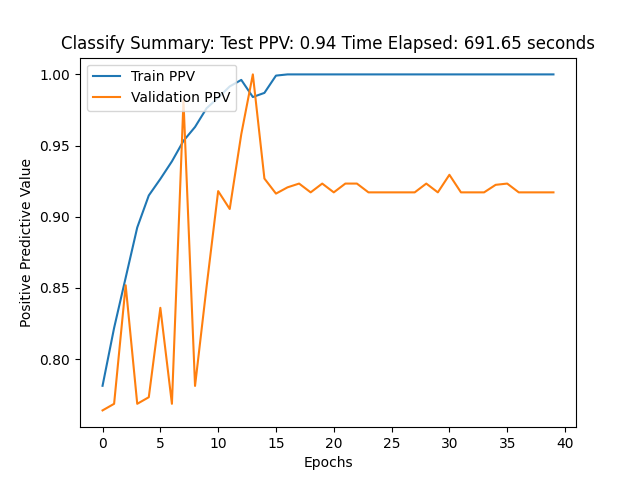 Classify Summary: Test PPV: 0.94 Time Elapsed: 691.65 seconds
Train PPV
Validation PPV
1.00
0.95
0.90
0.85
0.80
Positive Predictive Value
0 5 10 15 20 25 30 35 40
Epochs